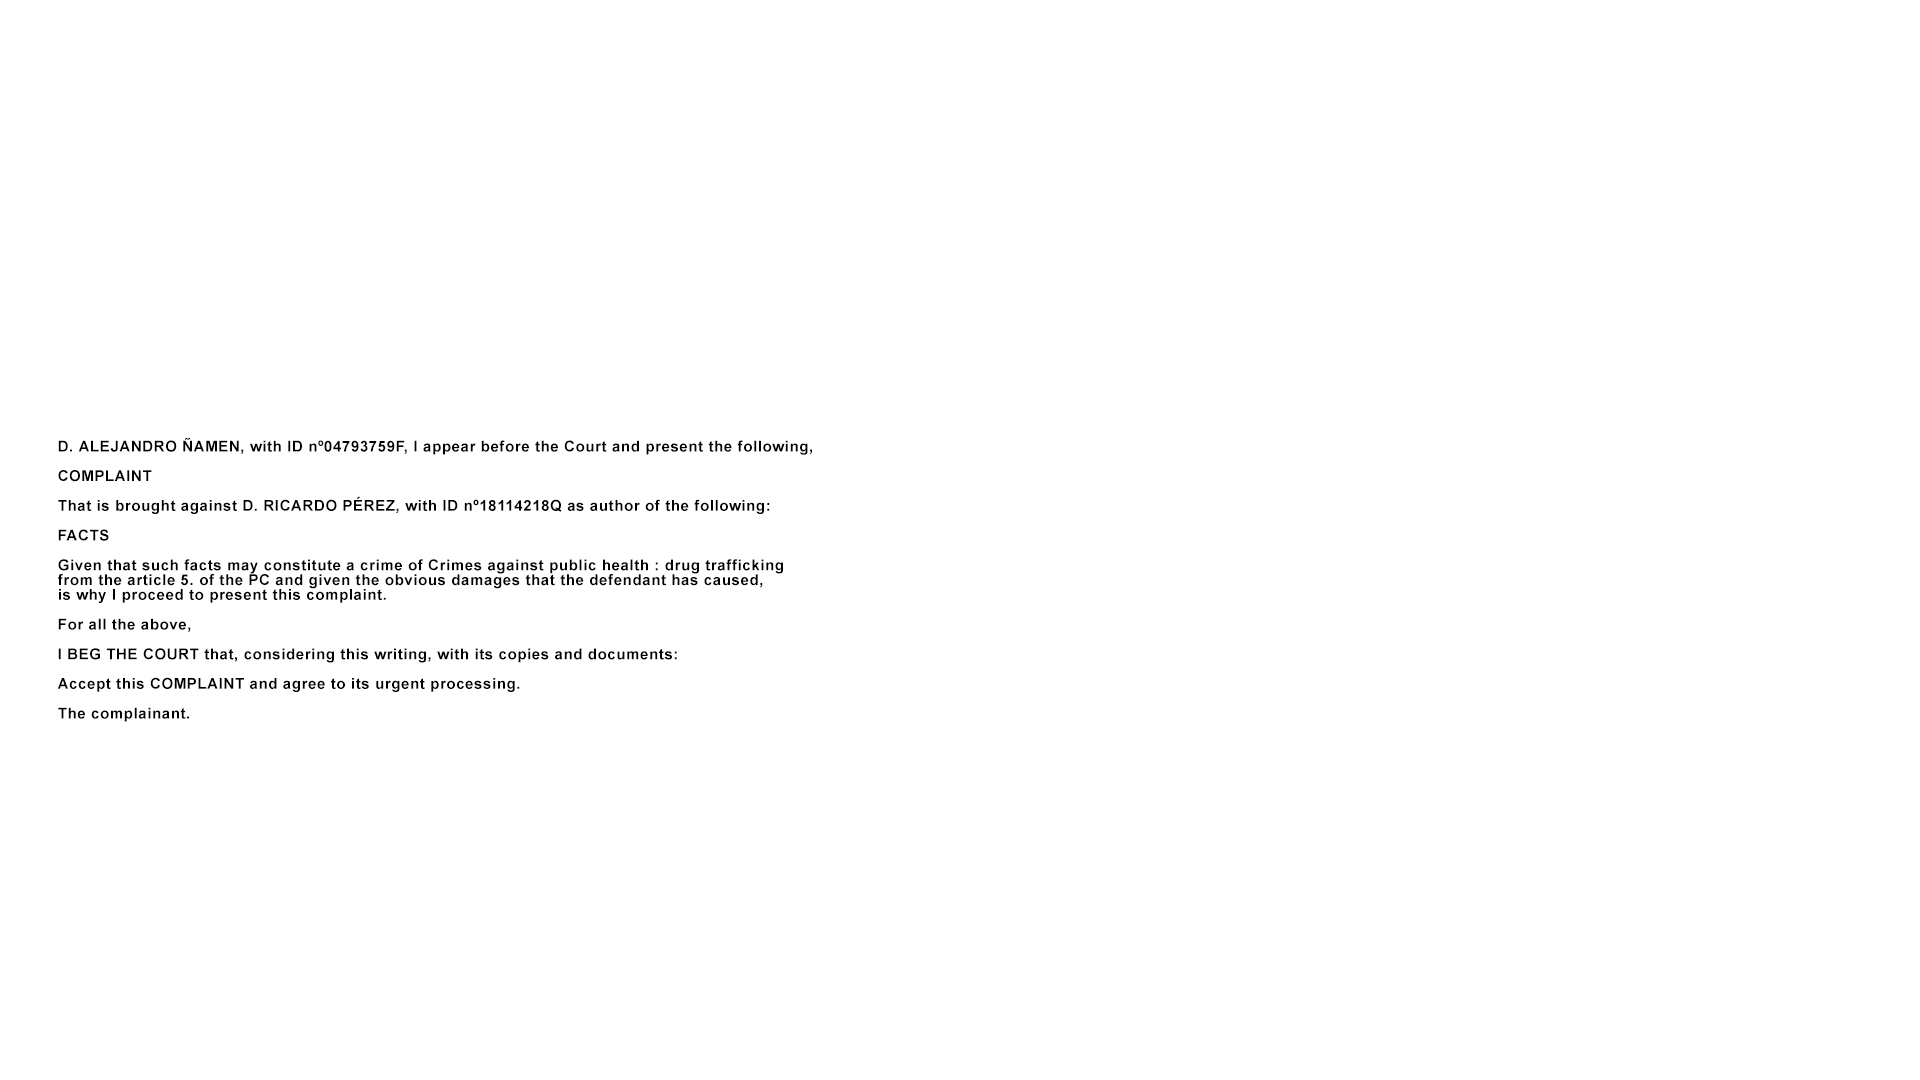 D. ALEJANDRO ÑAMEN, with ID nº04793759F, I appear before the Court and present the following,
COMPLAINT
That is brought against D. RICARDO PÉREZ, with ID nº18114218Q as author of the following:
FACTS
Given that such facts may constitute a crime of Crimes against public health : drug trafficking
from the article 5. of the PC and given the obvious damages that the defendant has caused,
is why I proceed to present this complaint.
For all the above,
I BEG THE COURT that, considering this writing, with its copies and documents:
Accept this COMPLAINT and agree to its urgent processing.
The complainant.